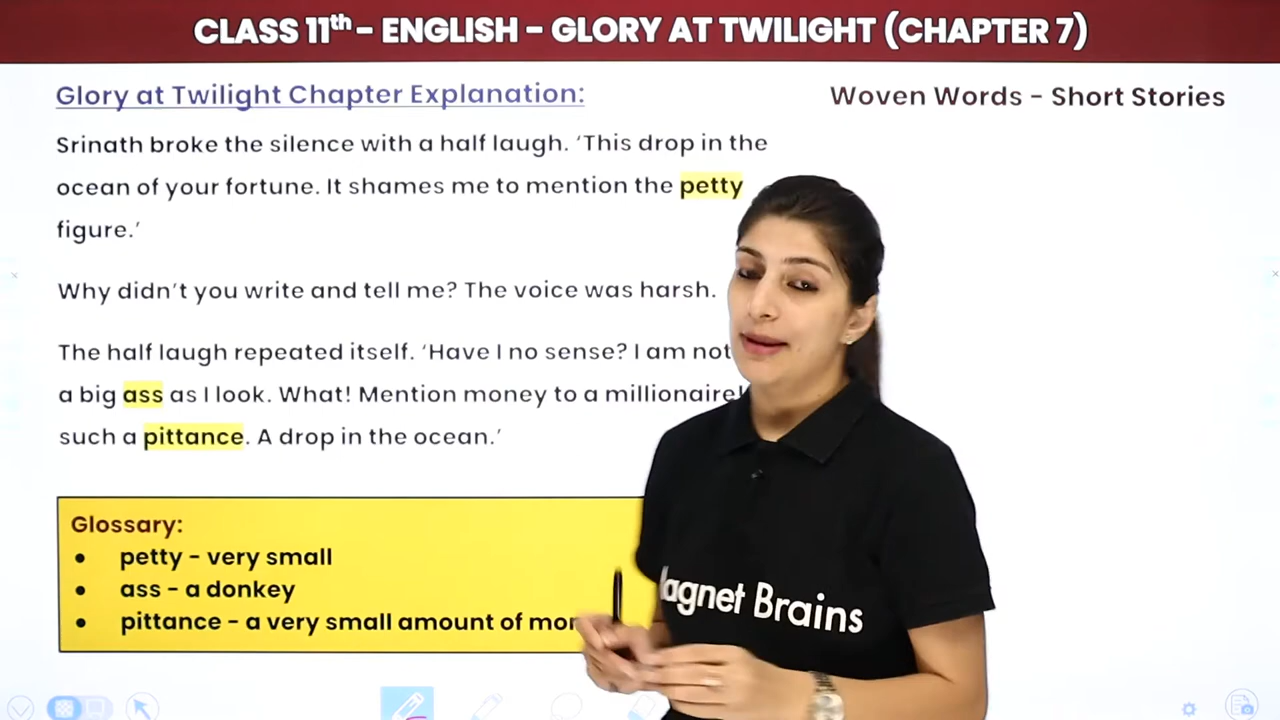 CLASS 11th - ENGLISH - GLORY AT TWILIGHT (CHAPTER 7)
Glory at Twilight Chapter Explanation:
Woven Words - Short Stories
Srinath broke the silence with a half laugh. ‘This drop in the
ocean of your fortune. It shames me to mention the petty
figure.’
Why didn’t you write and tell me? The voice was harsh.
The half laugh repeated itself. ‘Have I no sense? I am not
a big ass as I look. What! Mention money to a millionaire!
such a pittance. A drop in the ocean.’
Glossary:
• petty - very small
• ass - a donkey
• pittance - a very small amount of
Brains